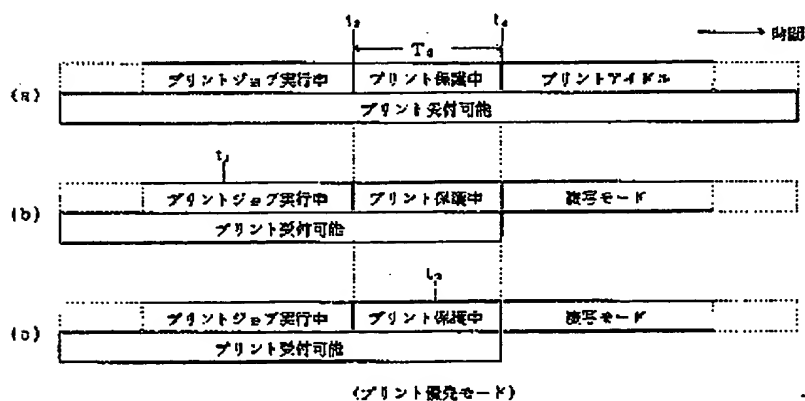 t₂ t₄
T_d → 時間
(a) プリントジョブ実行中 プリント保護中 プリントアイドル
プリント受付可能
t₁
(b) プリントジョブ実行中 プリント保護中 複写モード
プリント受付可能
t₃
(c) プリントジョブ実行中 プリント保護中 複写モード
プリント受付可能
(プリント優先モード)